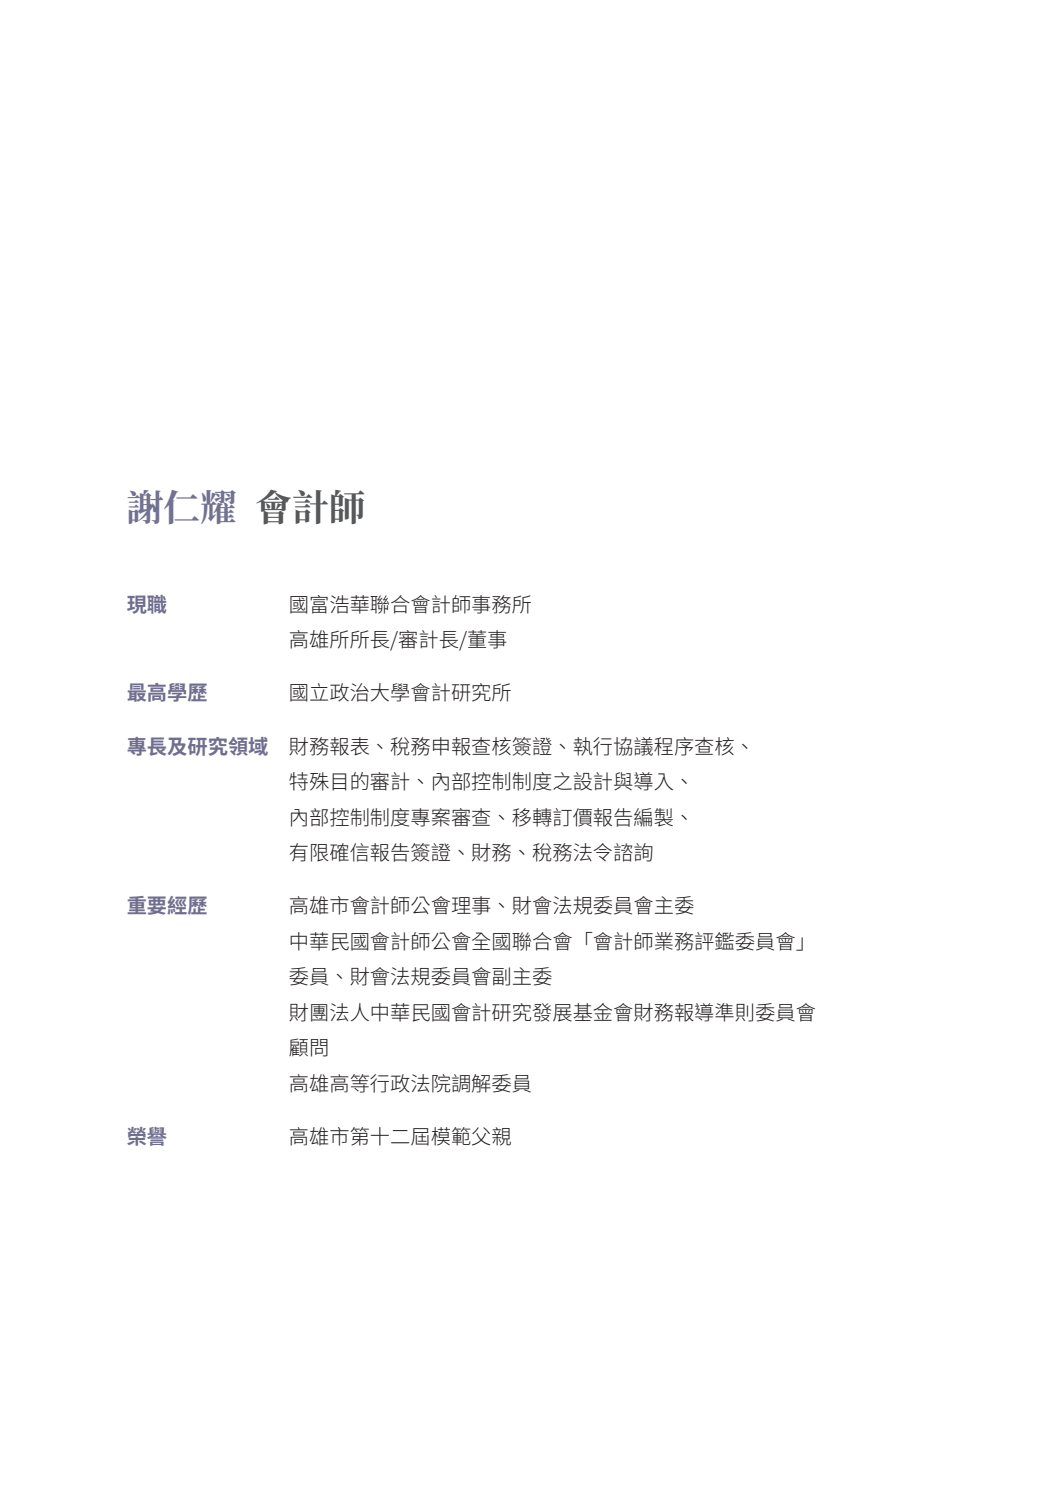 謝仁耀 會計師
現職 國富浩華聯合會計師事務所
高雄所所長/審計長/董事
最高學歷 國立政治大學會計研究所
專長及研究領域 財務報表、稅務申報查核簽證、執行協議程序查核、
特殊目的審計、內部控制制度之設計與導入、
內部控制制度專案審查、移轉訂價報告編製、
有限確信報告簽證、財務、稅務法令諮詢
重要經歷 高雄市會計師公會理事、財會法規委員會主委
中華民國會計師公會全國聯合會「會計師業務評鑑委員會」
委員、財會法規委員會副主委
財團法人中華民國會計研究發展基金會財務報導準則委員會
顧問
高雄高等行政法院調解委員
榮譽 高雄市第十二屆模範父親